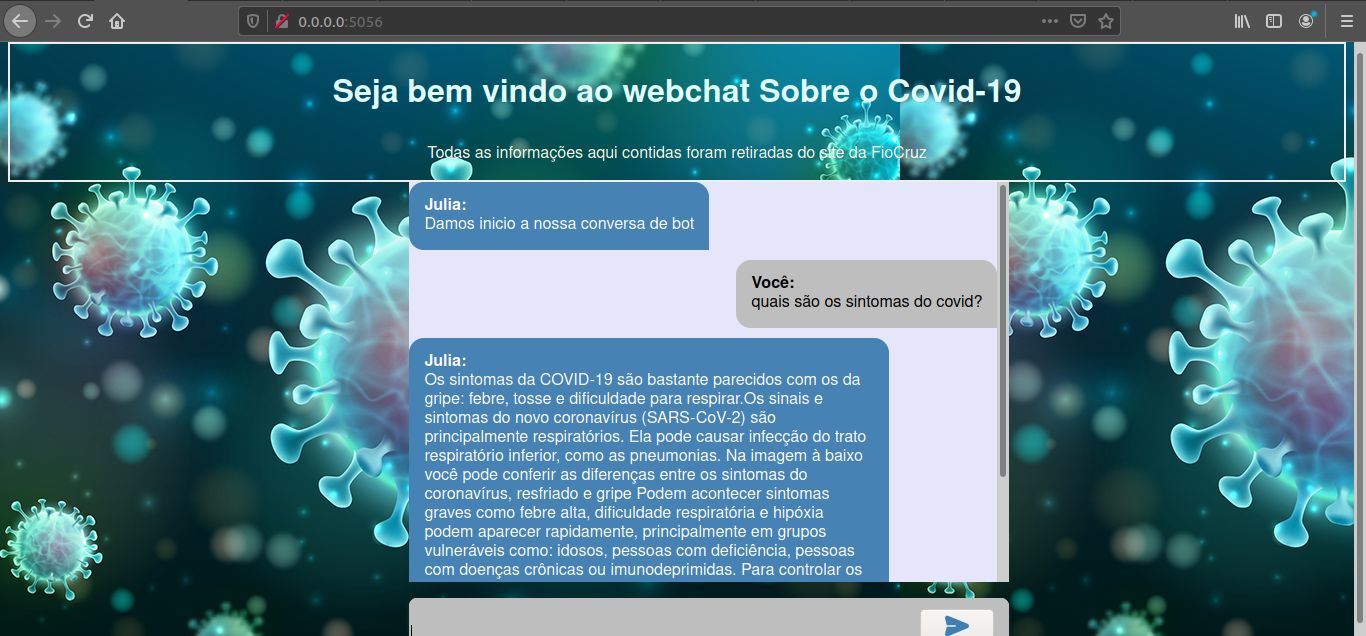 0.0.0.0:5056
Seja bem vindo ao webchat Sobre o Covid-19
Todas as informações aqui contidas foram retiradas do site da FioCruz
Julia:
Damos inicio a nossa conversa de bot
Você:
quais são os sintomas do covid?
Julia:
Os sintomas da COVID-19 são bastante parecidos com os da
gripe: febre, tosse e dificuldade para respirar.Os sinais e
sintomas do novo coronavírus (SARS-CoV-2) são
principalmente respiratórios. Ela pode causar infecção do trato
respiratório inferior, como as pneumonias. Na imagem à baixo
você pode conferir as diferenças entre os sintomas do
coronavírus, resfriado e gripe Podem acontecer sintomas
graves como febre alta, dificuldade respiratória e hipóxia
podem aparecer rapidamente, principalmente em grupos
vulneráveis como: idosos, pessoas com deficiência, pessoas
com doenças crônicas ou imunodeprimidas. Para controlar os